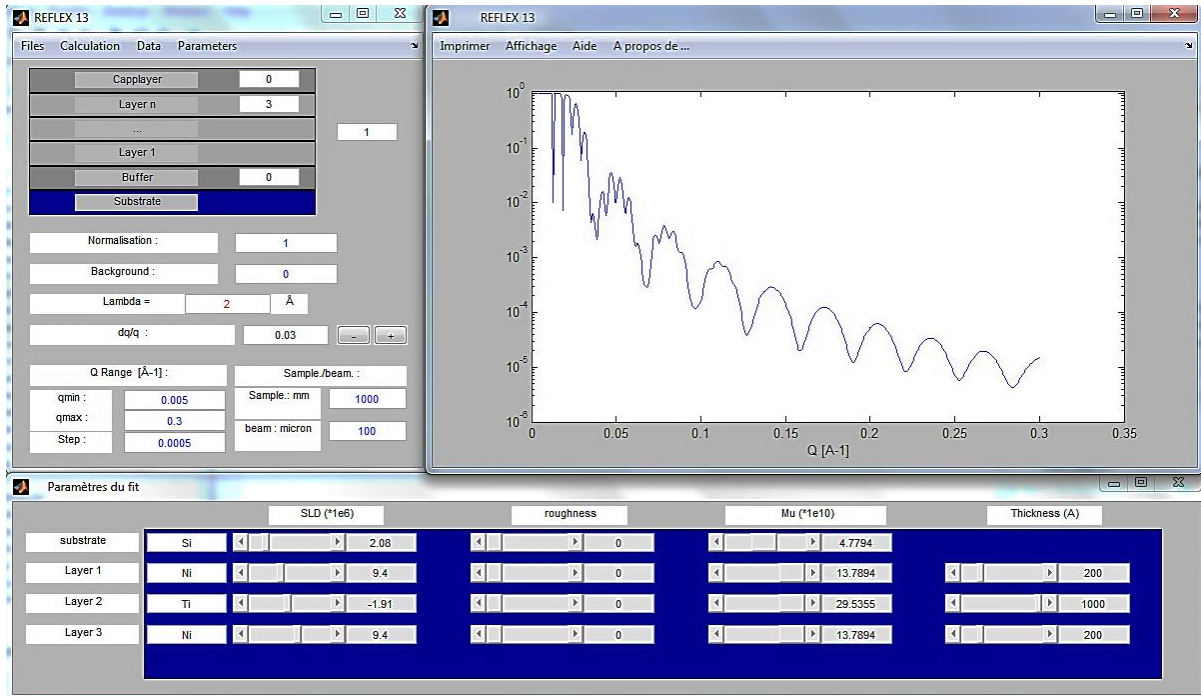 REFLEX 13
Files Calculation Data Parameters
Capplayer 0
Layer n 3
...
1
Layer 1
Buffer 0
Substrate
Normalisation : 1
Background : 0
Lambda = 2 Å
dq/q : 0.03 - +
Q Range [Å-1] : Sample./beam. :
qmin : 0.005 Sample.: mm 1000
qmax : 0.3
Step : 0.0005 beam : micron 100
REFLEX 13
Imprimer Affichage Aide A propos de ...
10^0
10^-1
10^-2
10^-3
10^-4
10^-5
10^-6
0 0.05 0.1 0.15 0.2 0.25 0.3 0.35
Q [A-1]
Paramètres du fit
SLD (*1e6) roughness Mu (*1e10) Thickness (A)
substrate Si 2.08 0 4.7794
Layer 1 Ni 9.4 0 13.7894 200
Layer 2 Ti -1.91 0 29.5355 1000
Layer 3 Ni 9.4 0 13.7894 200